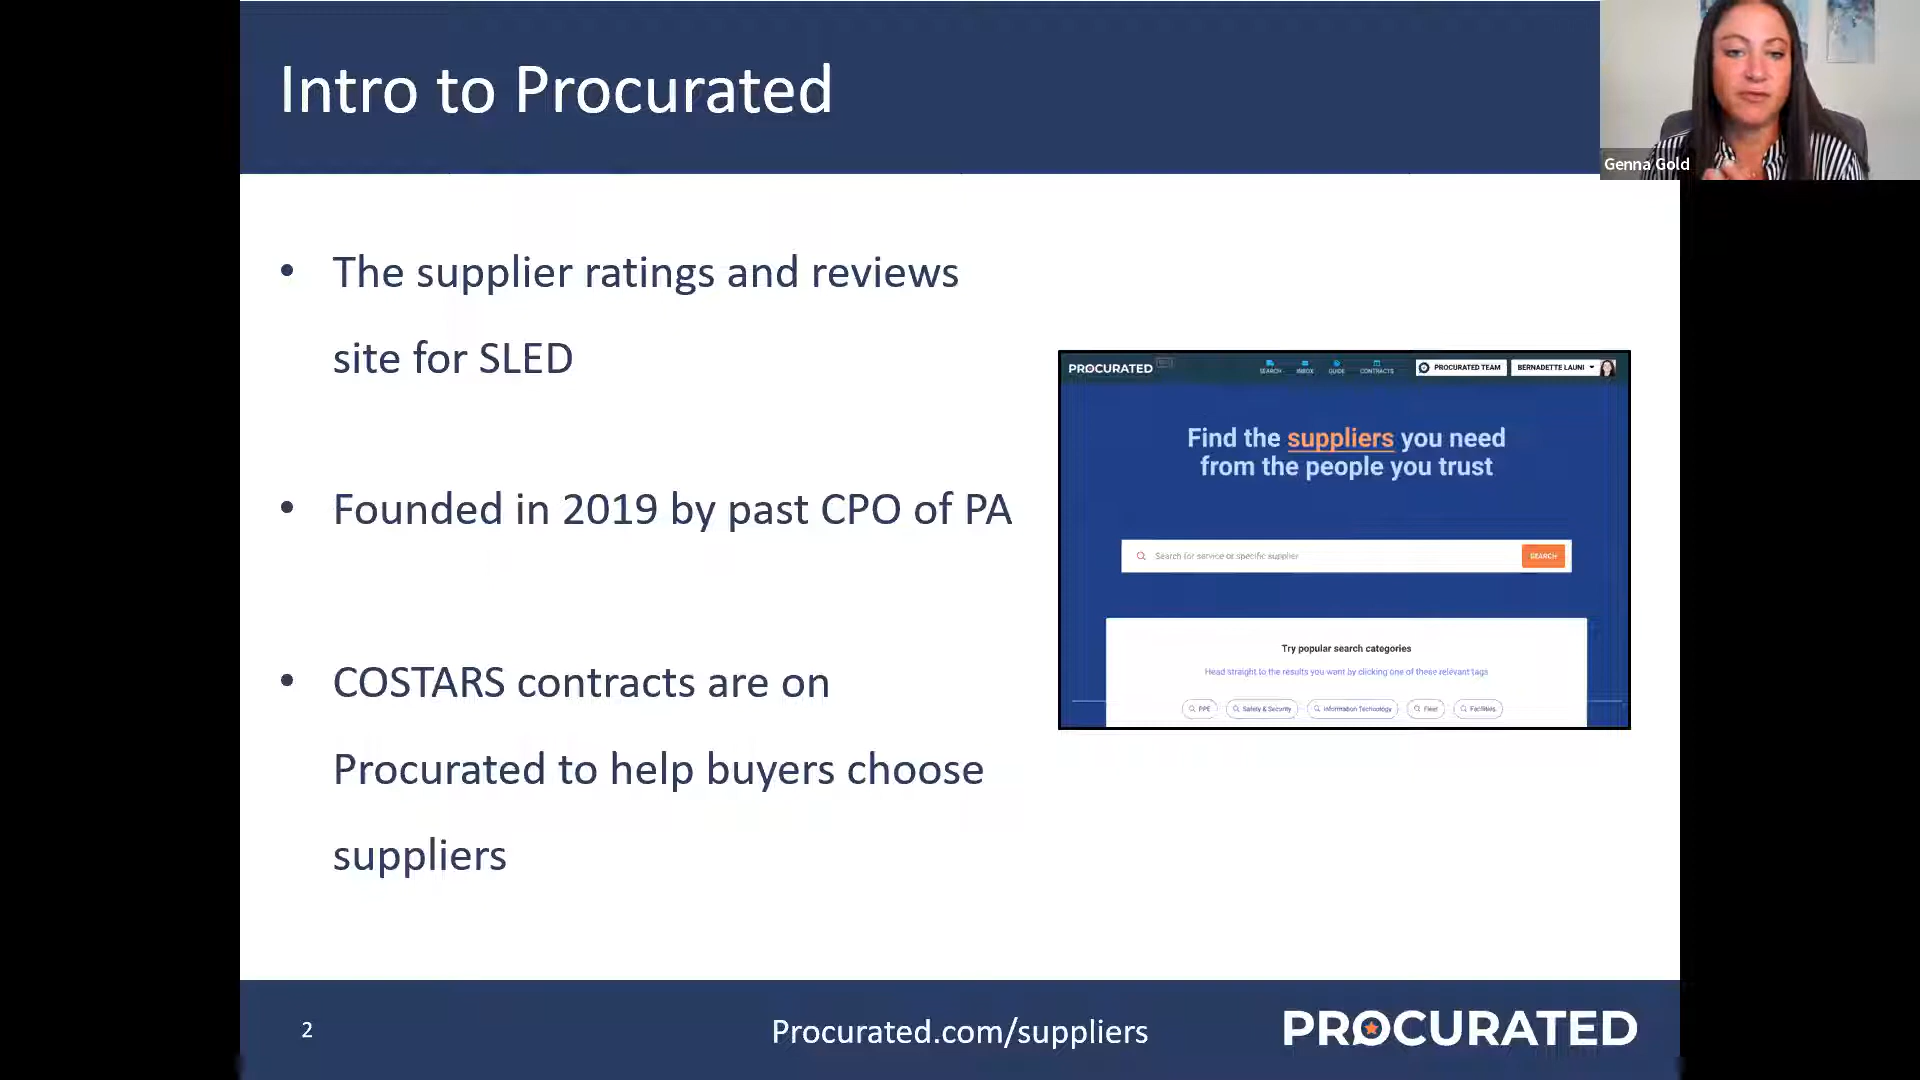 Intro to Procurated
Genna Gold
• The supplier ratings and reviews
site for SLED
• Founded in 2019 by past CPO of PA
• COSTARS contracts are on
Procurated to help buyers choose
suppliers
PROCURATED
SEARCH
INBOX
GUIDE
CONTRACTS
PROCURATED TEAM
BERNADETTE LAUNI
Find the suppliers you need
from the people you trust
Search for service or specific supplier
SEARCH
Try popular search categories
Head straight to the results you want by clicking one of these relevant tags
PPE
Safety & Security
Information Technology
Fleet
Facilities
2
Procurated.com/suppliers
PROCURATED